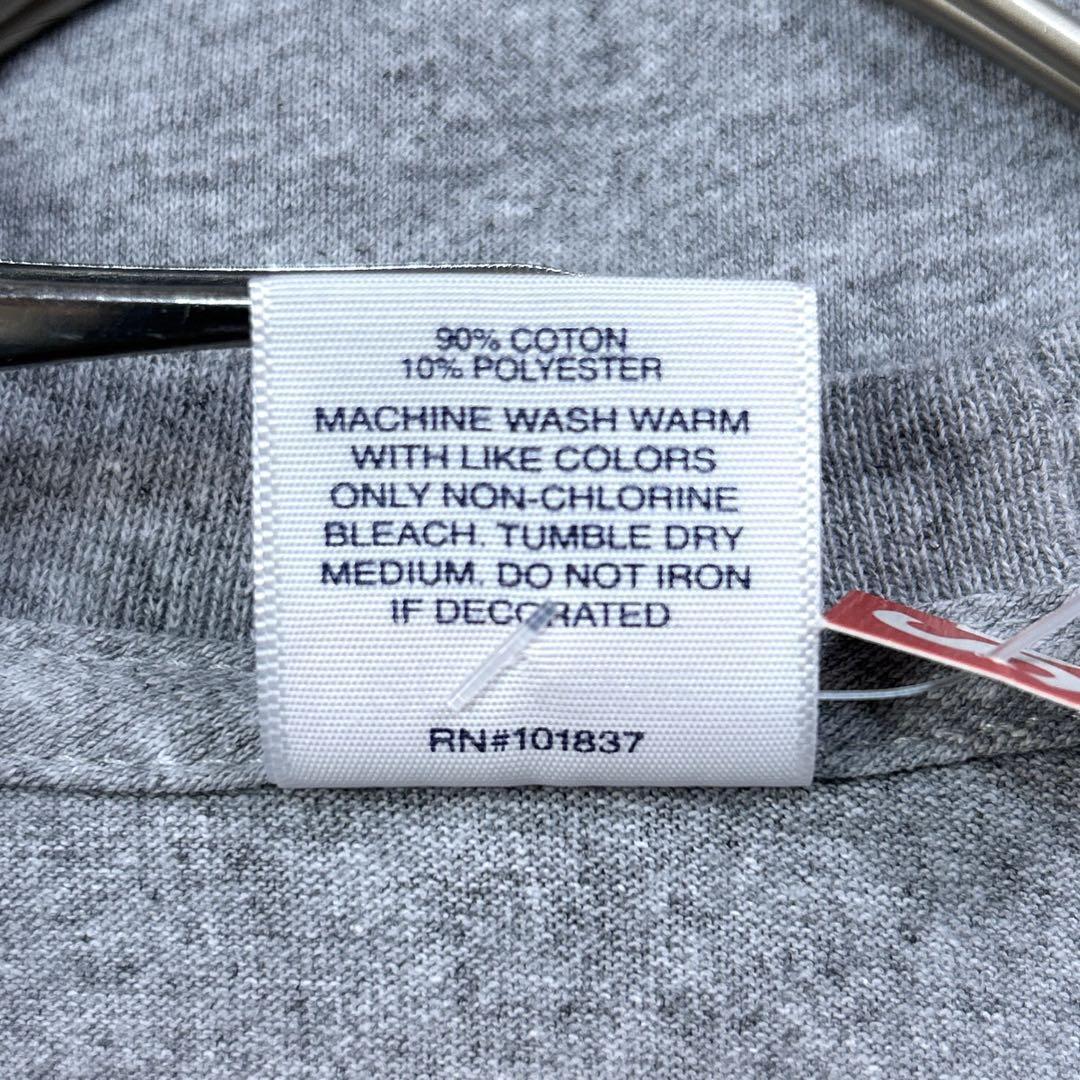 90% COTON
10% POLYESTER
MACHINE WASH WARM
WITH LIKE COLORS
ONLY NON-CHLORINE
BLEACH. TUMBLE DRY
MEDIUM. DO NOT IRON
IF DECORATED
RN#101837